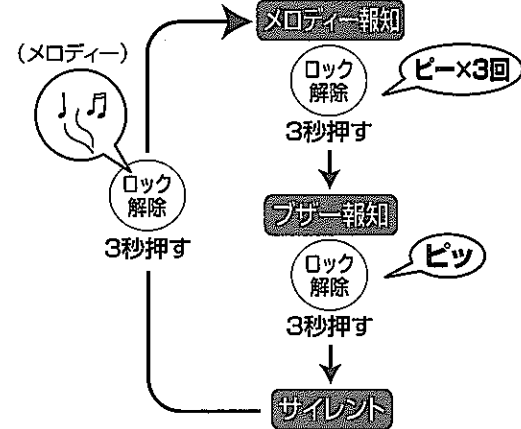 メロディー報知
(メロディー)
ロック
解除
ピー×3回
3秒押す
ロック
解除
3秒押す
ブザー報知
ロック
解除
ピッ
3秒押す
サイレント